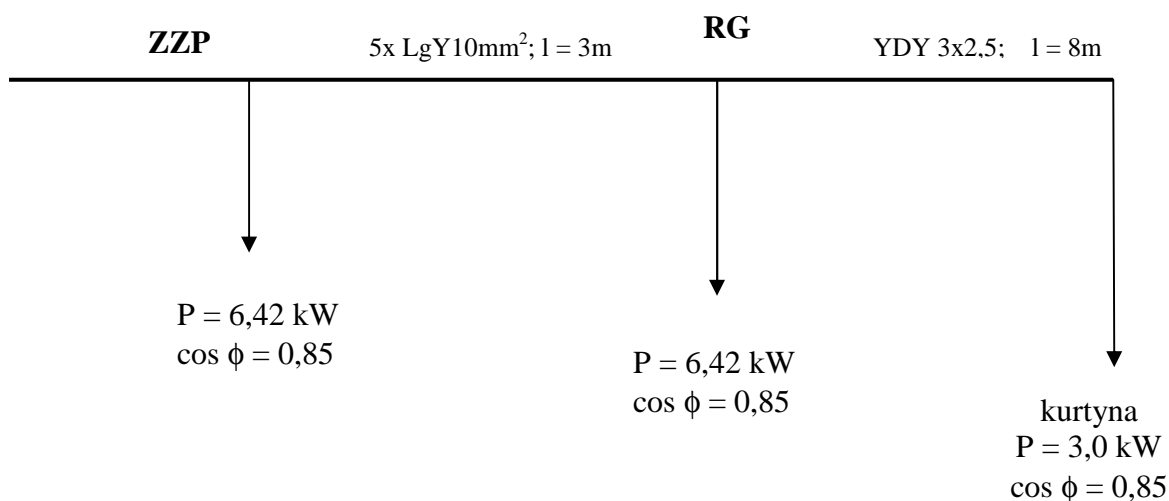 ZZP 5x LgY10mm²; l = 3m RG YDY 3x2,5; l = 8m
P = 6,42 kW
cos ϕ = 0,85
P = 6,42 kW
cos ϕ = 0,85
kurtyna
P = 3,0 kW
cos ϕ = 0,85